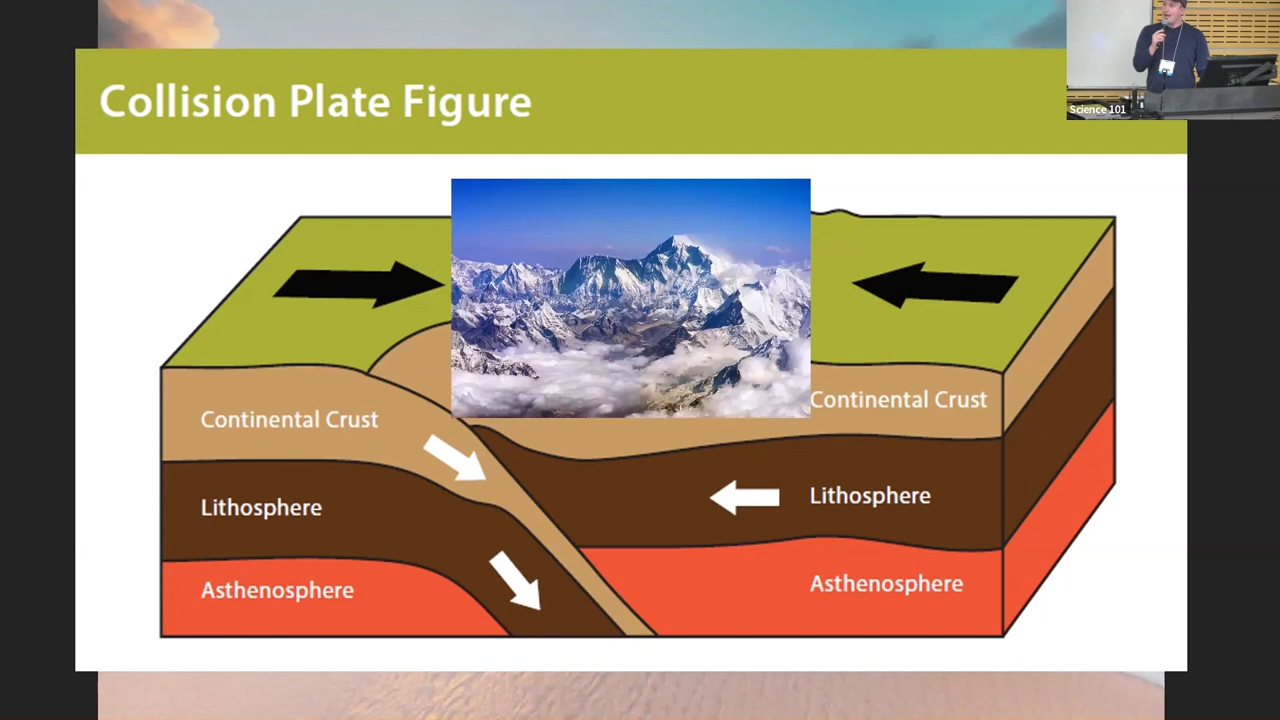 Collision Plate Figure
Science 101
Continental Crust
Continental Crust
Lithosphere
Lithosphere
Asthenosphere
Asthenosphere